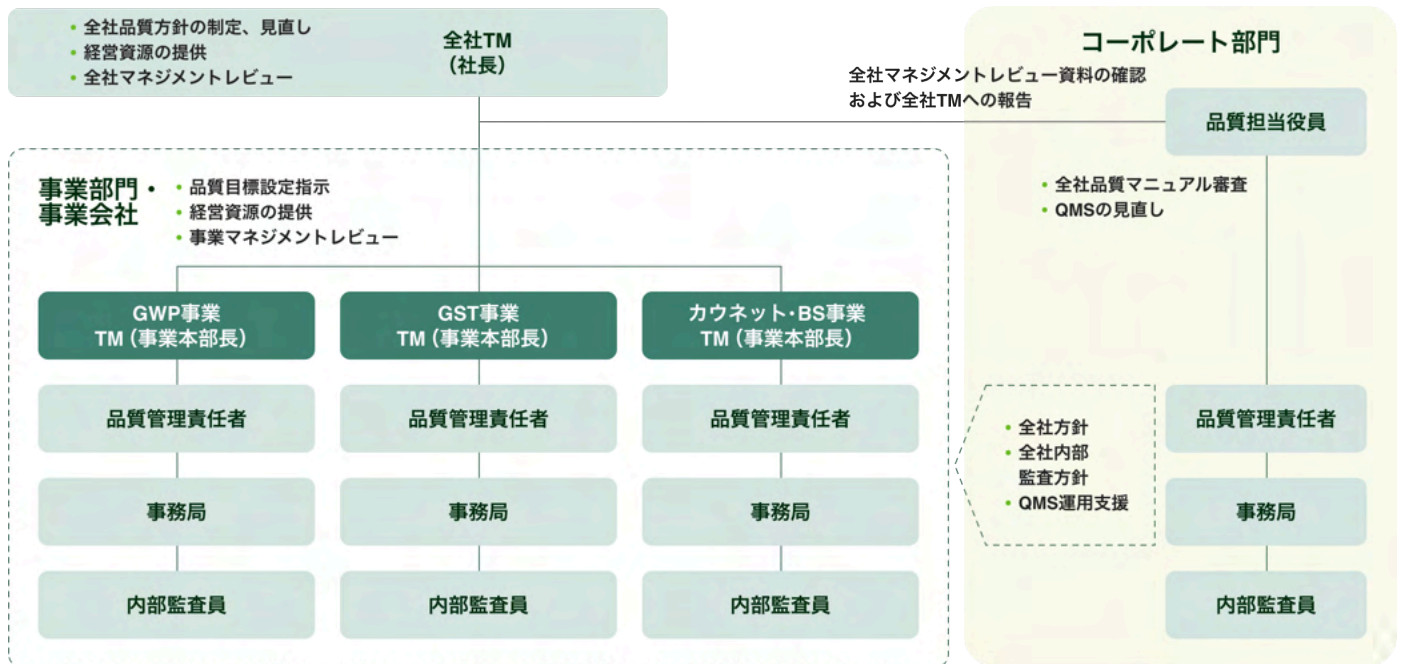 ・全社品質方針の制定、見直し
・経営資源の提供
・全社マネジメントレビュー
全社TM
（社長）
コーポレート部門
全社マネジメントレビュー資料の確認
および全社TMへの報告
品質担当役員
・全社品質マニュアル審査
・QMSの見直し
事業部門・
事業会社
・品質目標設定指示
・経営資源の提供
・事業マネジメントレビュー
GWP事業
TM（事業本部長）
GST事業
TM（事業本部長）
カウネット・BS事業
TM（事業本部長）
品質管理責任者
品質管理責任者
品質管理責任者
事務局
事務局
事務局
内部監査員
内部監査員
内部監査員
・全社方針
・全社内部
監査方針
・QMS運用支援
品質管理責任者
事務局
内部監査員